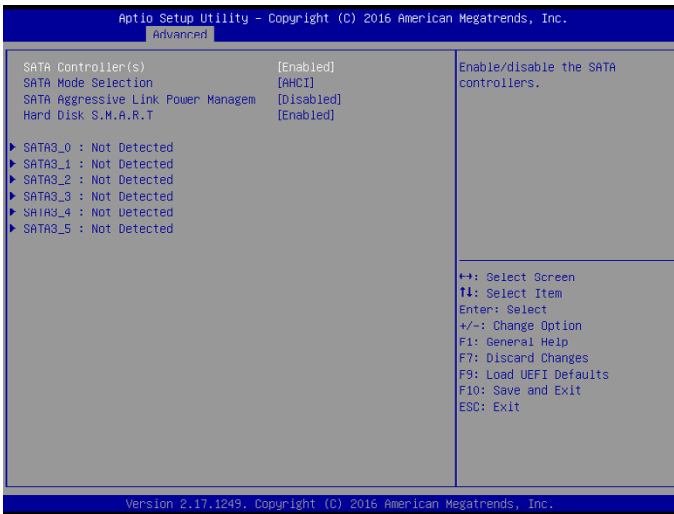 Aptio Setup Utility – Copyright (C) 2016 American Megatrends, Inc.
Advanced
SATA Controller(s) [Enabled]
SATA Mode Selection [AHCI]
SATA Aggressive Link Power Managem [Disabled]
Hard Disk S.M.A.R.T [Enabled]
SATA3_0 : Not Detected
SATA3_1 : Not Detected
SATA3_2 : Not Detected
SATA3_3 : Not Detected
SATA3_4 : Not Detected
SATA3_5 : Not Detected
Enable/disable the SATA
controllers.
↔: Select Screen
↑↓: Select Item
Enter: Select
+/-: Change Option
F1: General Help
F7: Discard Changes
F9: Load UEFI Defaults
F10: Save and Exit
ESC: Exit
Version 2.17.1249. Copyright (C) 2016 American Megatrends, Inc.